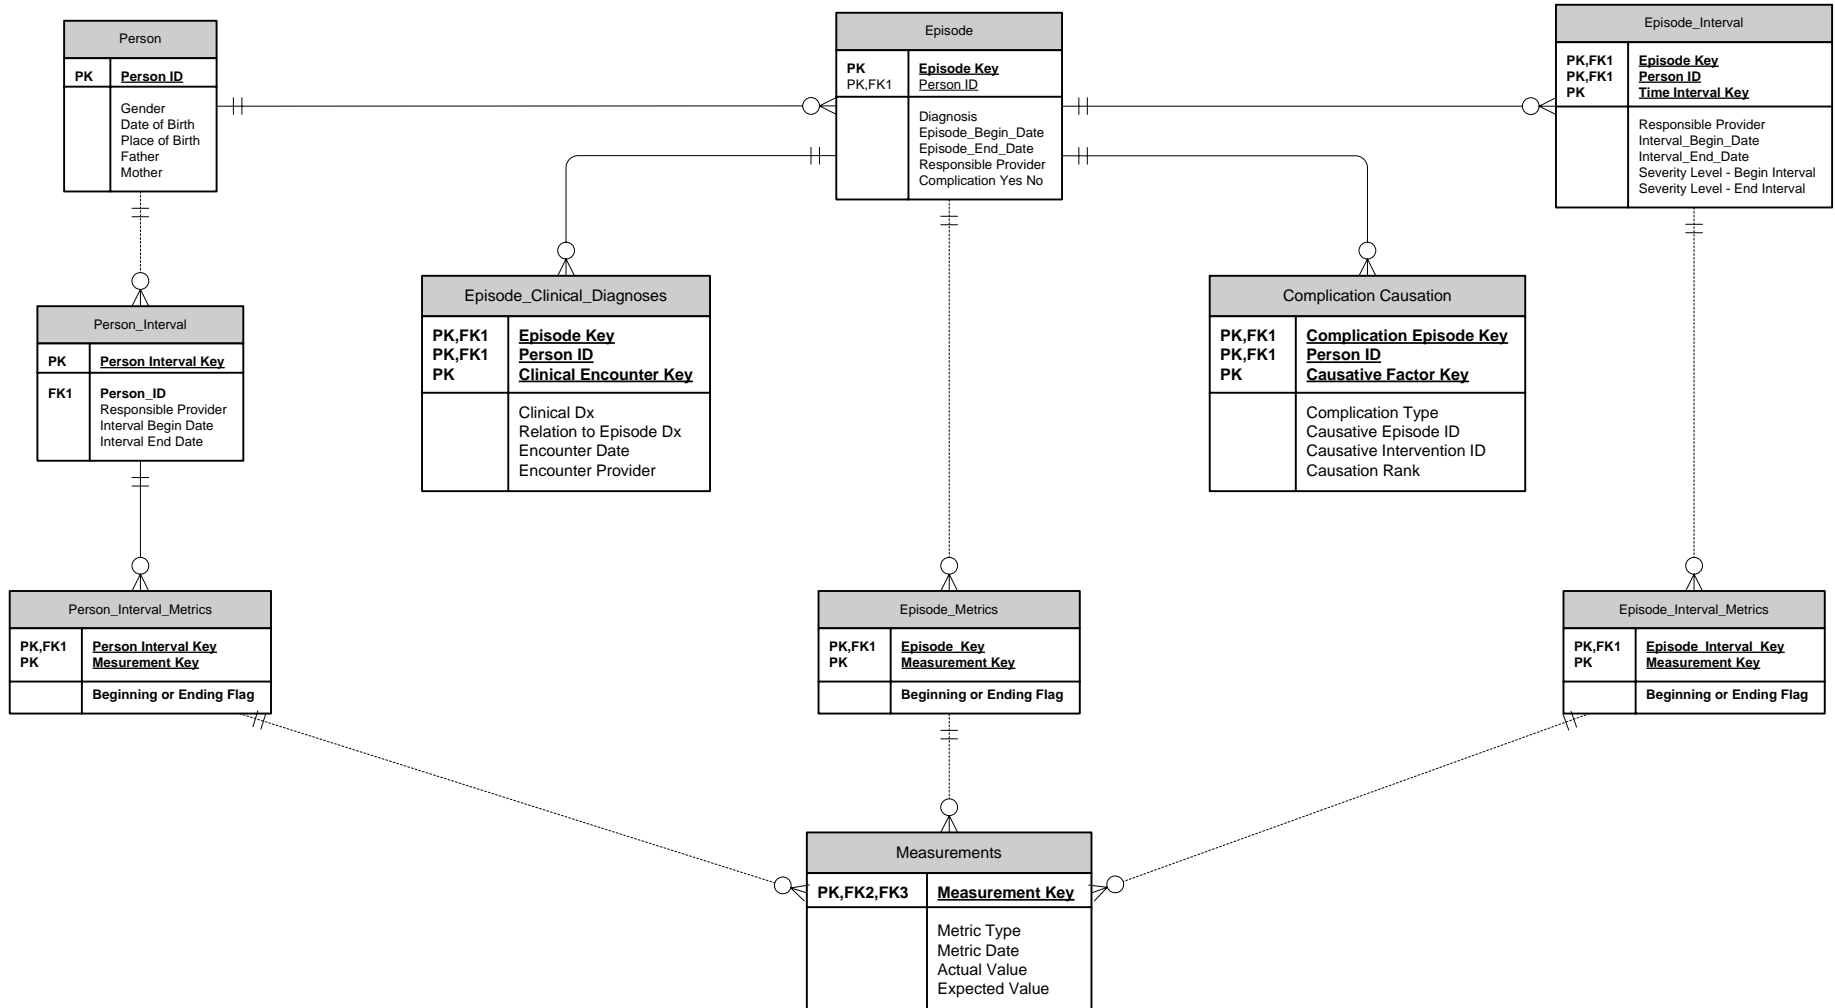 Person
PK Person ID
Gender
Date of Birth
Place of Birth
Father
Mother
Episode
PK Episode Key
PK,FK1 Person ID
Diagnosis
Episode_Begin_Date
Episode_End_Date
Responsible Provider
Complication Yes No
Episode_Interval
PK,FK1 Episode Key
PK,FK1 Person ID
PK Time Interval Key
Responsible Provider
Interval_Begin_Date
Interval_End_Date
Severity Level - Begin Interval
Severity Level - End Interval
Person_Interval
PK Person Interval Key
FK1 Person_ID
Responsible Provider
Interval Begin Date
Interval End Date
Episode_Clinical_Diagnoses
PK,FK1 Episode Key
PK,FK1 Person ID
PK Clinical Encounter Key
Clinical Dx
Relation to Episode Dx
Encounter Date
Encounter Provider
Complication Causation
PK,FK1 Complication Episode Key
PK,FK1 Person ID
PK Causative Factor Key
Complication Type
Causative Episode ID
Causative Intervention ID
Causation Rank
Person_Interval_Metrics
PK,FK1 Person Interval Key
PK Mesurement Key
Beginning or Ending Flag
Episode_Metrics
PK,FK1 Episode_Key
PK Measurement Key
Beginning or Ending Flag
Episode_Interval_Metrics
PK,FK1 Episode_Interval_Key
PK Measurement Key
Beginning or Ending Flag
Measurements
PK,FK2,FK3 Measurement Key
Metric Type
Metric Date
Actual Value
Expected Value